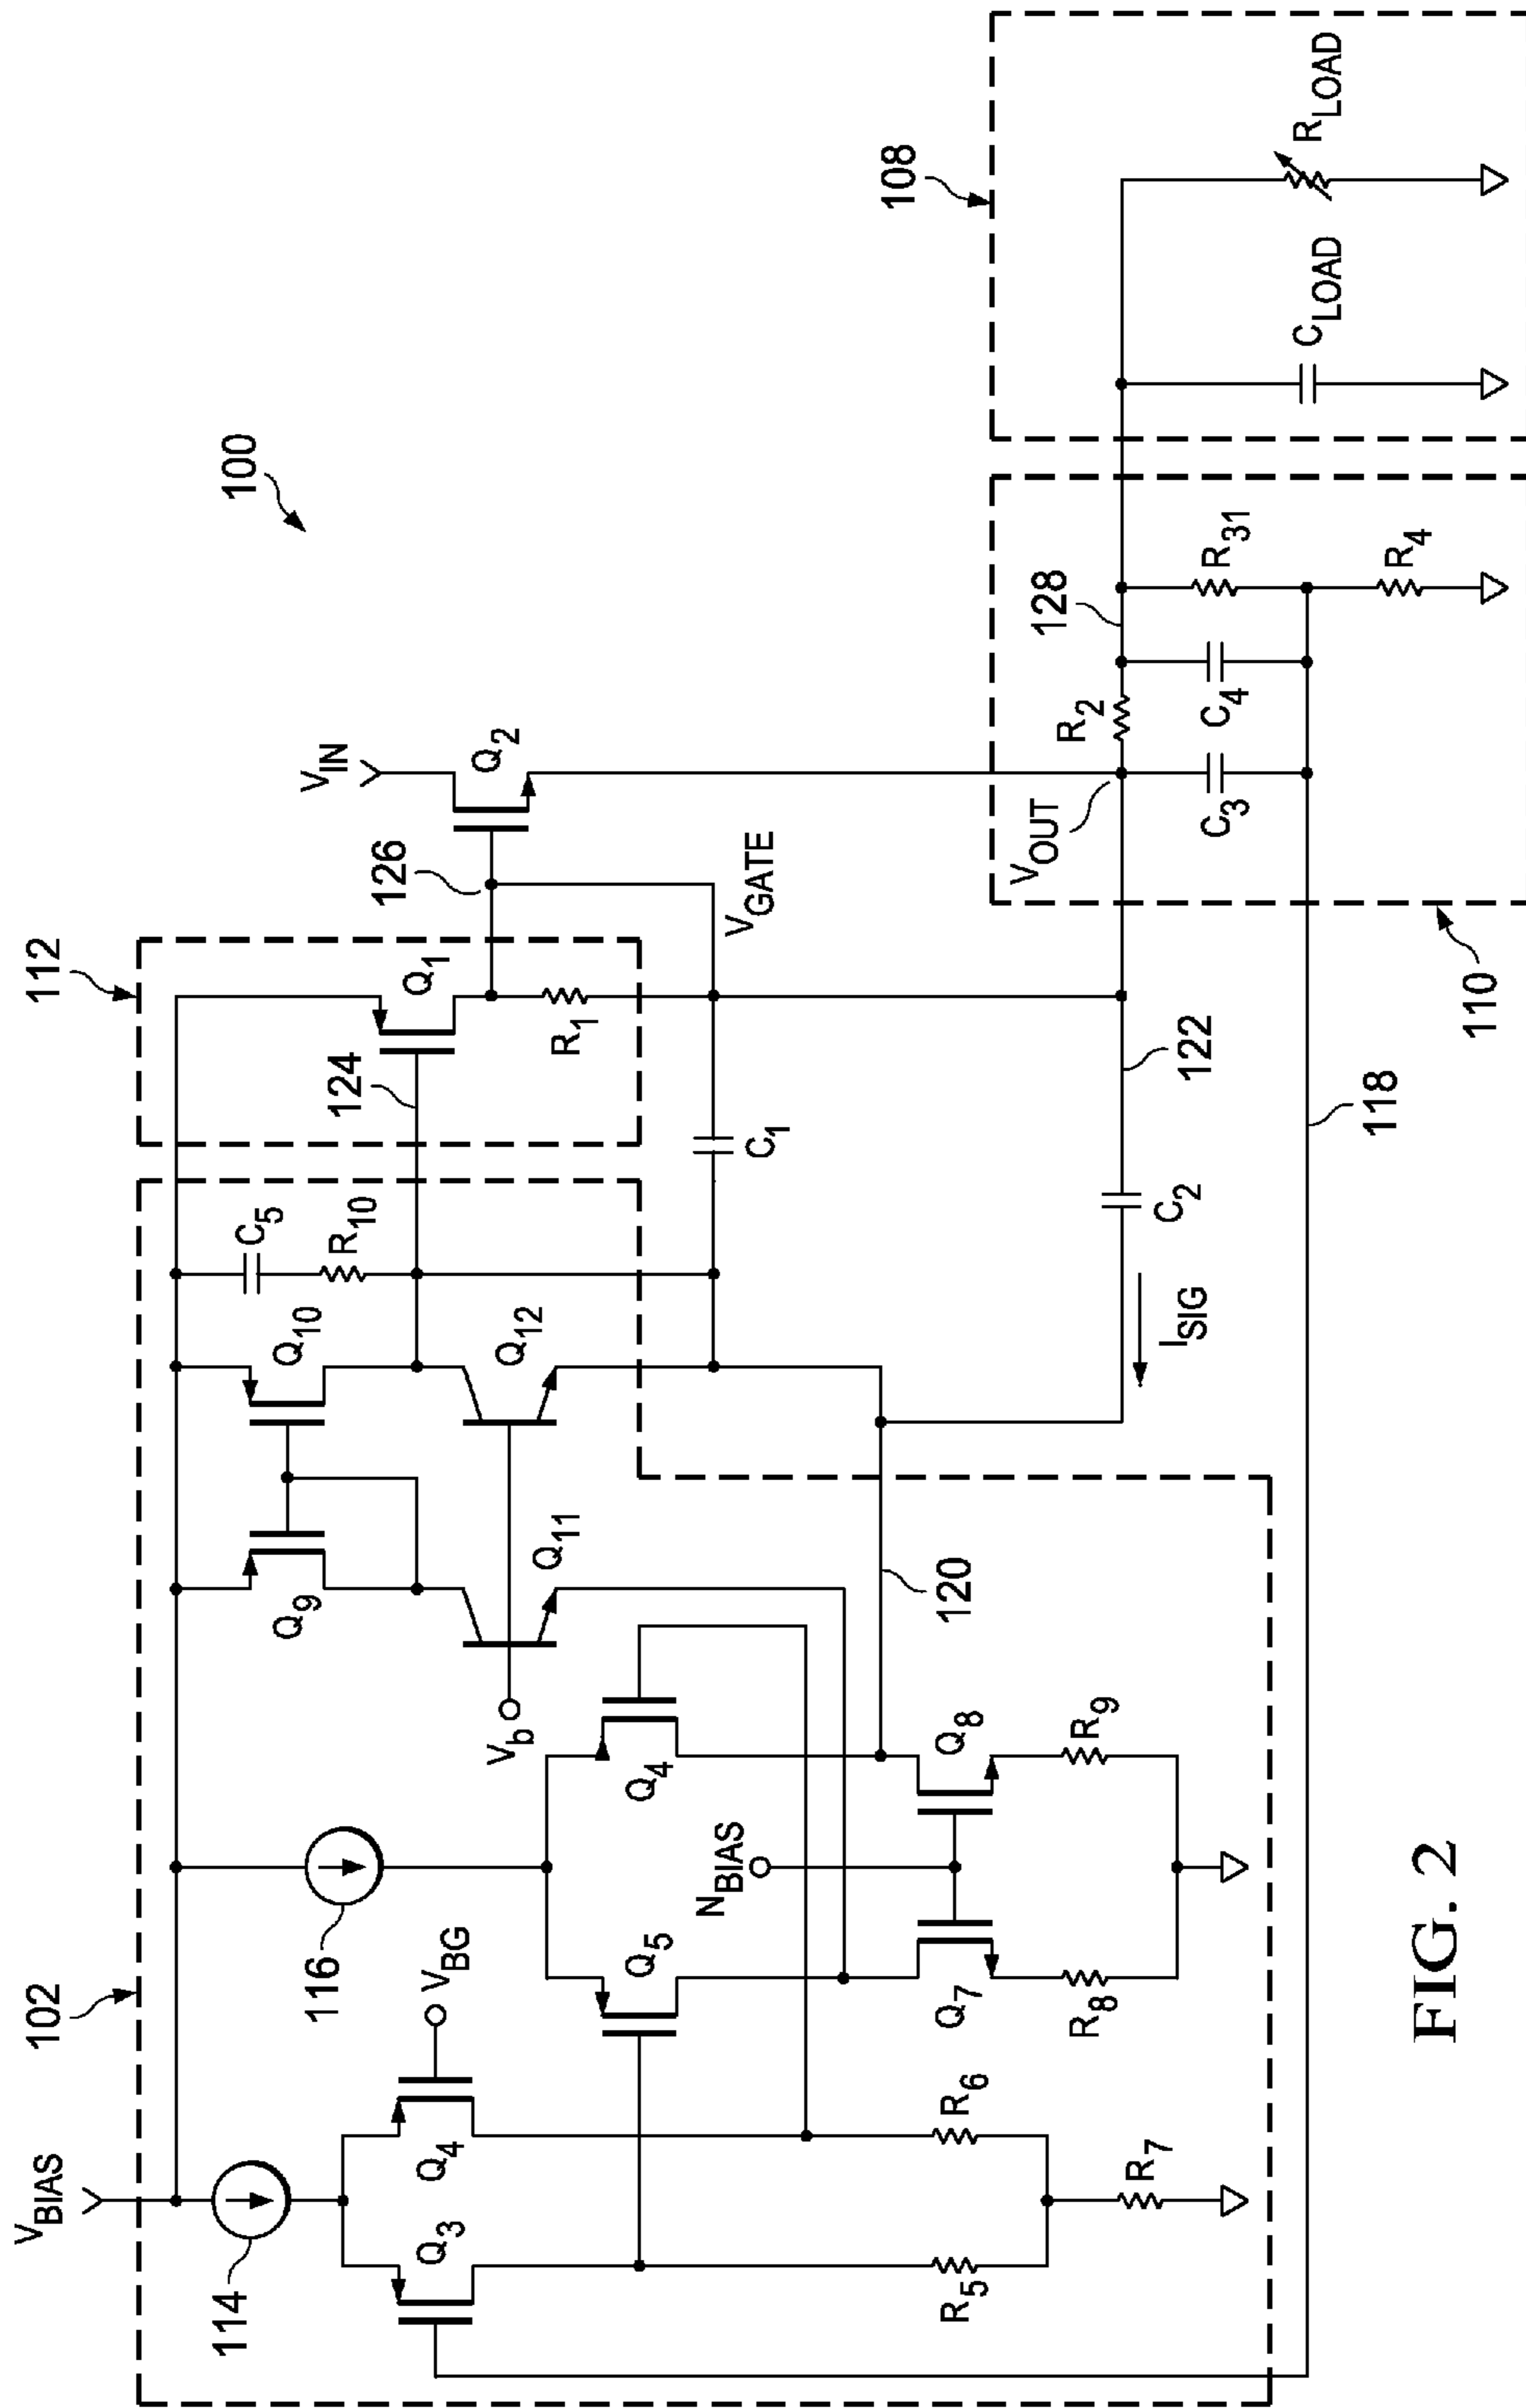 100
102
112
108
V_BIAS
114
116
V_BG
Q_3
Q_4
Q_5
Q_4
V_b
Q_9
Q_10
Q_11
Q_12
C_5
R_10
124
Q_1
R_1
126
V_IN
Q_2
V_GATE
C_1
N_BIAS
Q_7
Q_8
R_5
R_6
R_7
R_8
R_9
120
C_2
I_SIG
122
118
V_OUT
R_2
128
C_3
C_4
R_31
R_4
110
C_LOAD
R_LOAD
FIG. 2